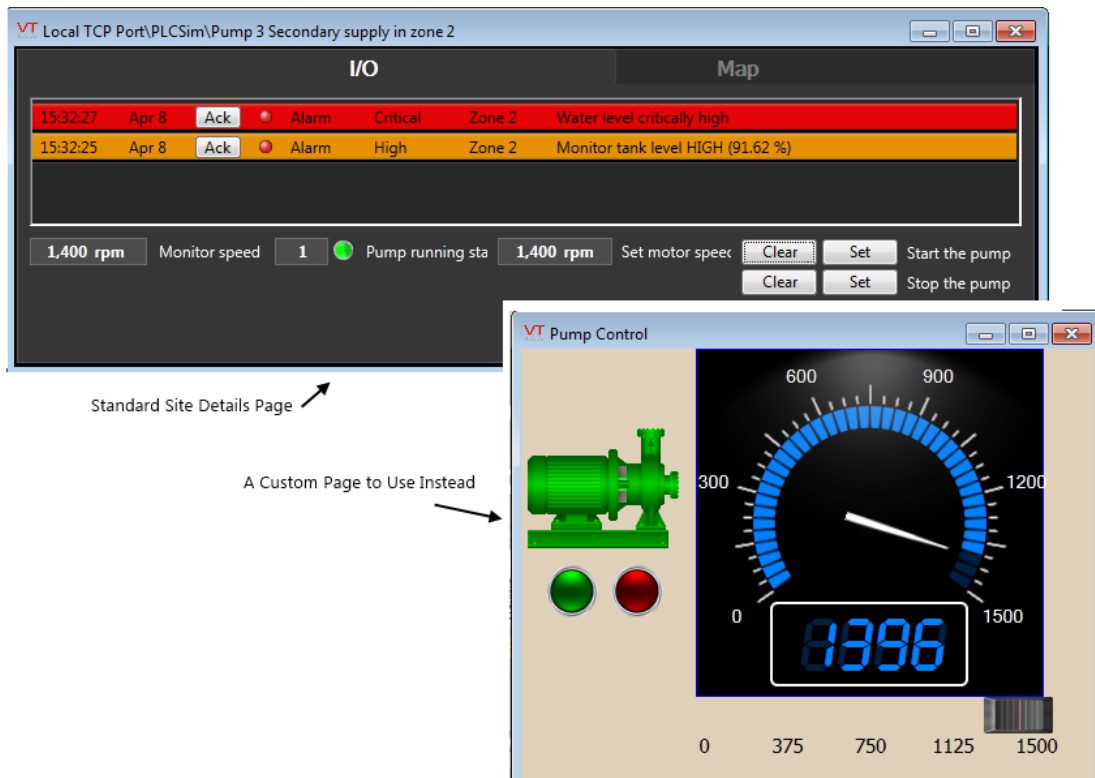 VT Local TCP Port\PLCSim\Pump 3 Secondary supply in zone 2
I/O Map
15:32:27 Apr 8 Ack Alarm Critical Zone 2 Water level critically high
15:32:25 Apr 8 Ack Alarm High Zone 2 Monitor tank level HIGH (91.62 %)
1,400 rpm Monitor speed 1 Pump running sta 1,400 rpm Set motor speec Clear Set Start the pump
Clear Set Stop the pump
VT Pump Control
Standard Site Details Page
A Custom Page to Use Instead
600 900
300 1200
0 1500
1396
0 375 750 1125 1500